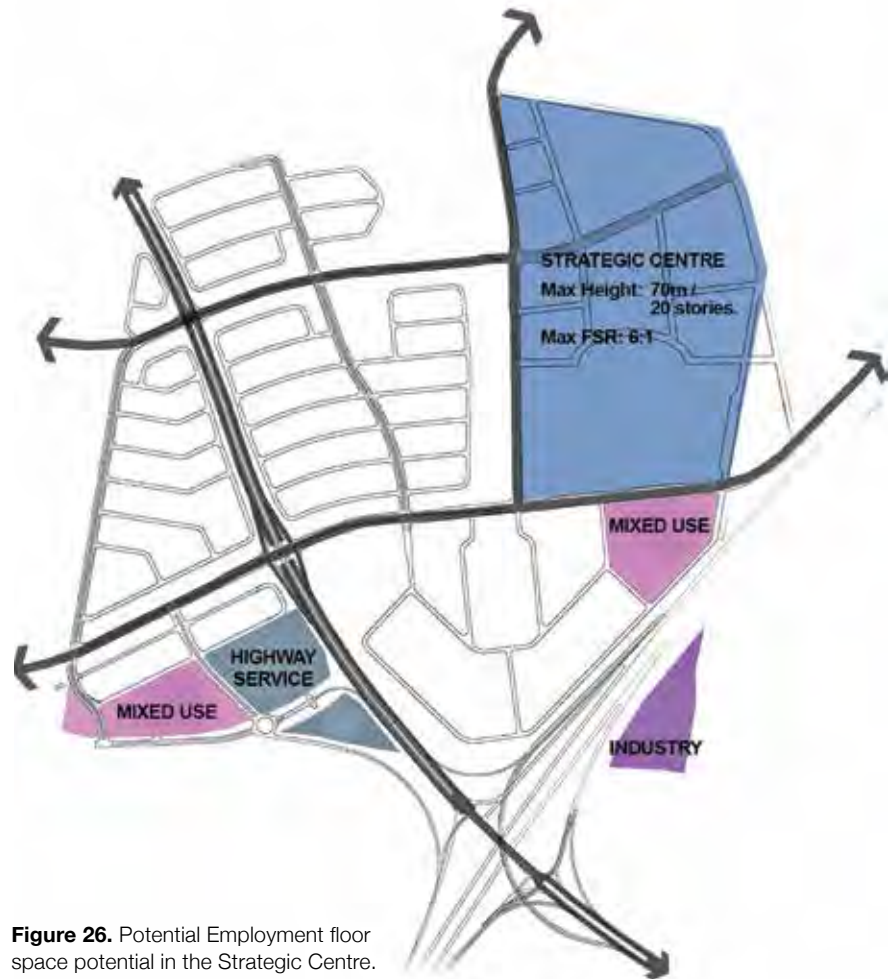 STRATEGIC CENTRE
Max Height: 70m /
20 stories.
Max FSR: 6:1
MIXED USE
HIGHWAY
SERVICE
MIXED USE
INDUSTRY
Figure 26. Potential Employment floor
space potential in the Strategic Centre.